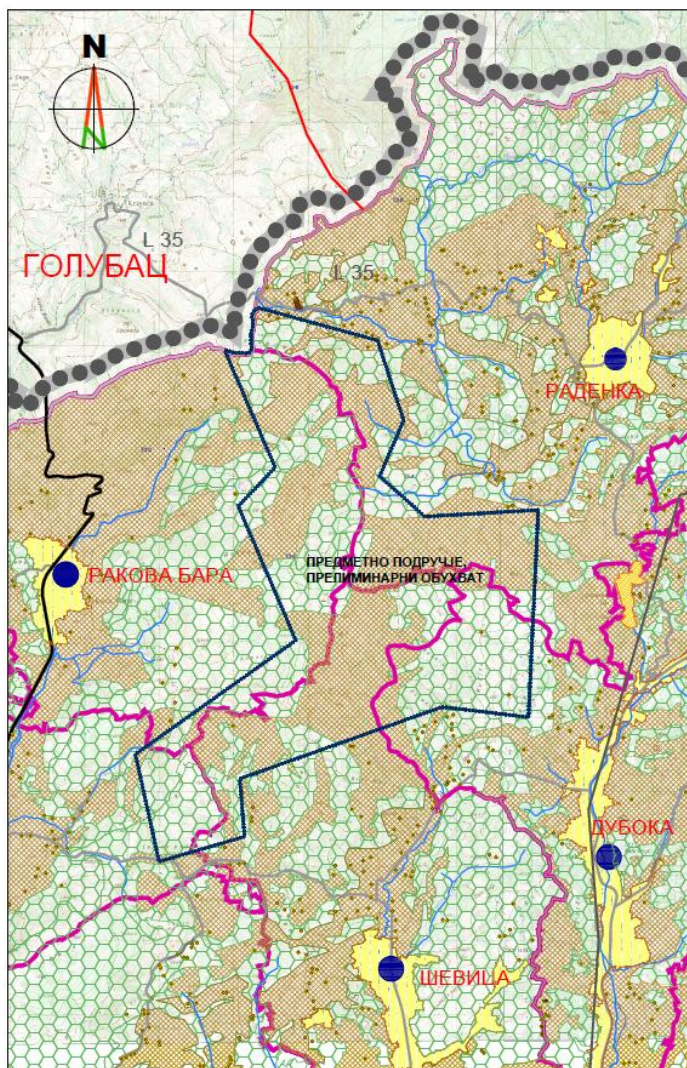 N
L 35
ГОЛУБАЦ
L 35
РАДЕНКА
ПРЕДМЕТНО ПОДРУЧЈЕ,
ПРЕЛИМИНАРНИ ОБУХВАТ
РАКОВА БАРА
ДУБОКА
ШЕВИЦА